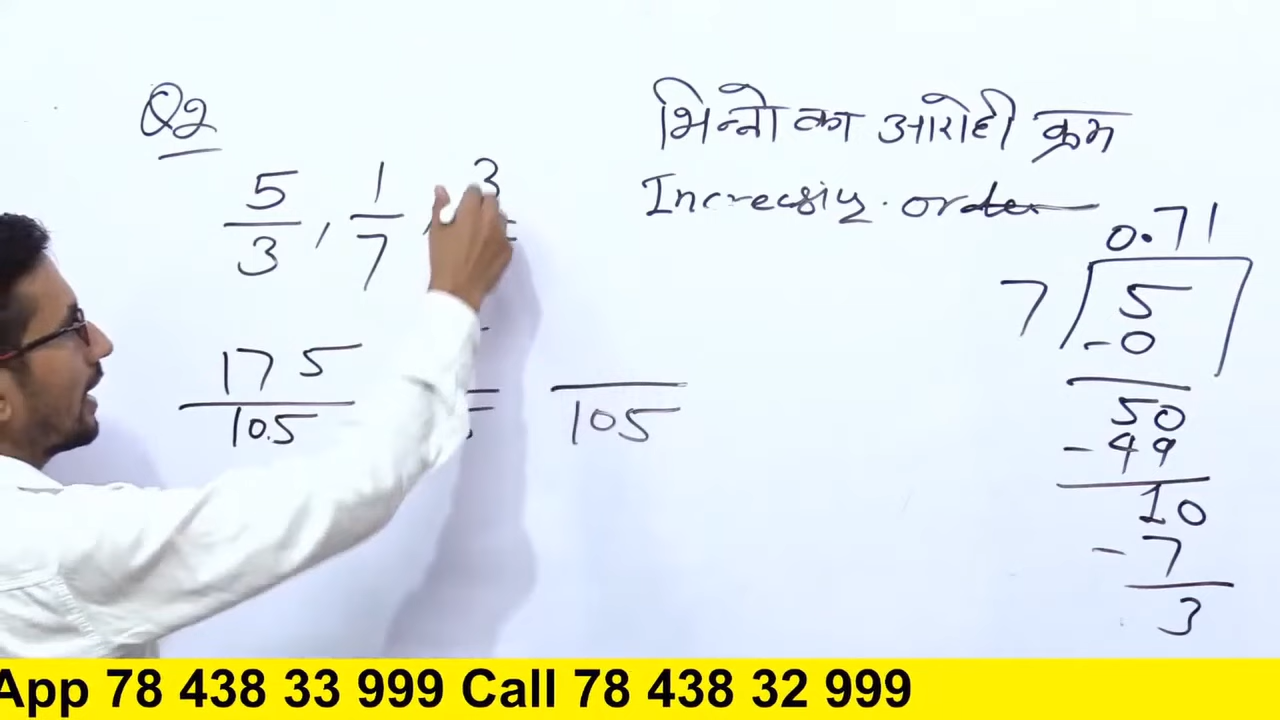 Q2
भिन्नो का आरोही क्रम
Increasing order
5/3, 1/7, 3
175/105
105
0.71
7 5
-0
50
-49
10
-7
3
App 78 438 33 999 Call 78 438 32 999